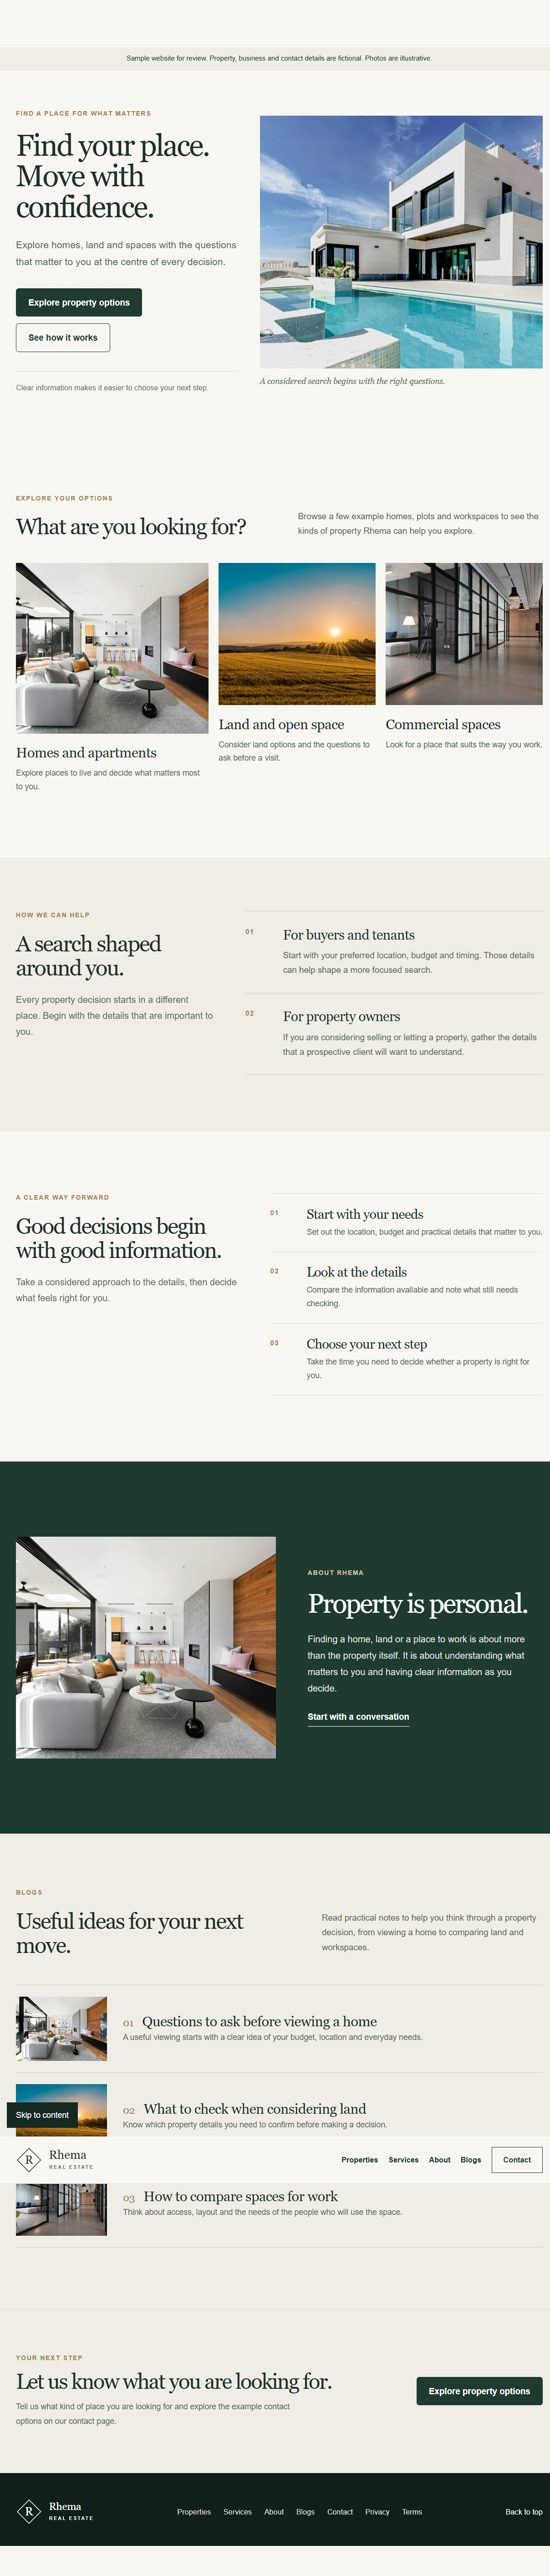 Sample website for review. Property, business and contact details are fictional. Photos are illustrative.
FIND A PLACE FOR WHAT MATTERS
Find your place.
Move with
confidence.
Explore homes, land and spaces with the questions
that matter to you at the centre of every decision.
Explore property options
See how it works
Clear information makes it easier to choose your next step.
A considered search begins with the right questions.
EXPLORE YOUR OPTIONS
What are you looking for?
Browse a few example homes, plots and workspaces to see the
kinds of property Rhema can help you explore.
Homes and apartments
Explore places to live and decide what matters most
to you.
Land and open space
Consider land options and the questions to
ask before a visit.
Commercial spaces
Look for a place that suits the way you work.
HOW WE CAN HELP
A search shaped
around you.
Every property decision starts in a different
place. Begin with the details that are important to
you.
01
For buyers and tenants
Start with your preferred location, budget and timing. Those details
can help shape a more focused search.
02
For property owners
If you are considering selling or letting a property, gather the details
that a prospective client will want to understand.
A CLEAR WAY FORWARD
Good decisions begin
with good information.
Take a considered approach to the details, then decide
what feels right for you.
01
Start with your needs
Set out the location, budget and practical details that matter to you.
02
Look at the details
Compare the information available and note what still needs
checking.
03
Choose your next step
Take the time you need to decide whether a property is right for
you.
ABOUT RHEMA
Property is personal.
Finding a home, land or a place to work is about more
than the property itself. It is about understanding what
matters to you and having clear information as you
decide.
Start with a conversation
BLOGS
Useful ideas for your next
move.
Read practical notes to help you think through a property
decision, from viewing a home to comparing land and
workspaces.
01 Questions to ask before viewing a home
A useful viewing starts with a clear idea of your budget, location and everyday needs.
02 What to check when considering land
Know which property details you need to confirm before making a decision.
Skip to content
R
Rhema
REAL ESTATE
Properties Services About Blogs Contact
03 How to compare spaces for work
Think about access, layout and the needs of the people who will use the space.
YOUR NEXT STEP
Let us know what you are looking for.
Tell us what kind of place you are looking for and explore the example contact
options on our contact page.
Explore property options
R
Rhema
REAL ESTATE
Properties Services About Blogs Contact Privacy Terms
Back to top